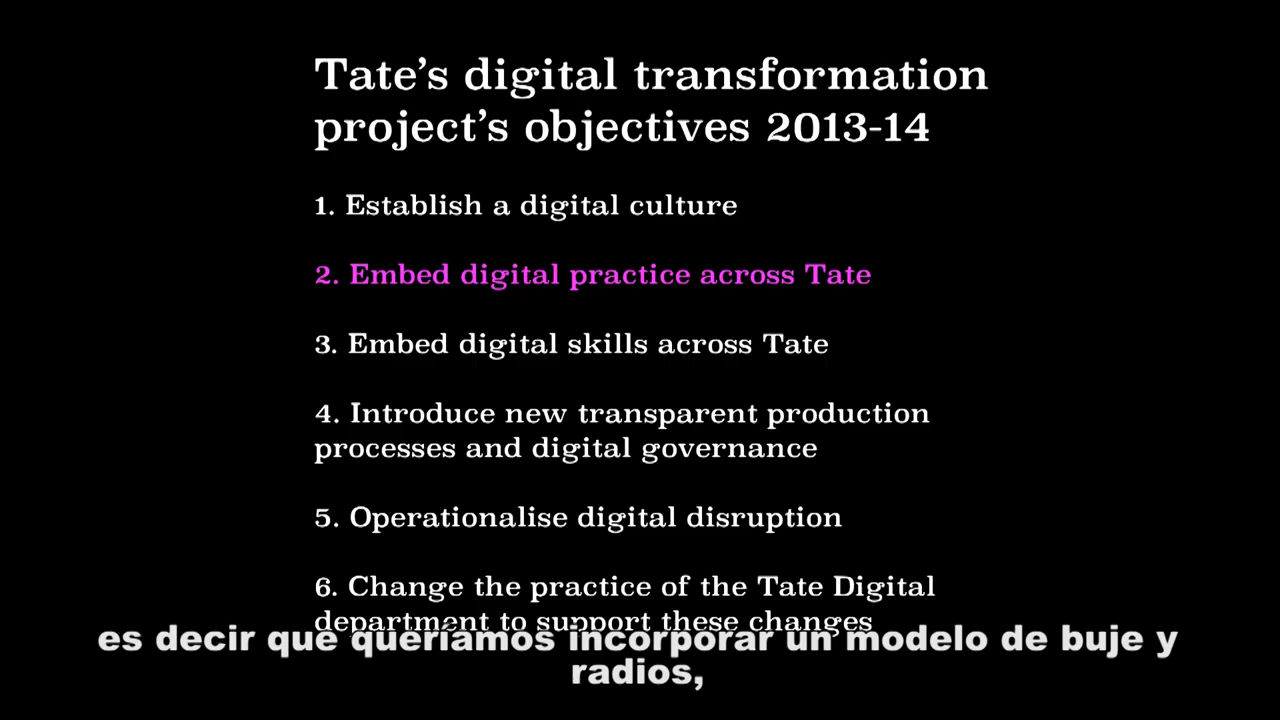 Tate’s digital transformation
project’s objectives 2013-14
1. Establish a digital culture
2. Embed digital practice across Tate
3. Embed digital skills across Tate
4. Introduce new transparent production
processes and digital governance
5. Operationalise digital disruption
6. Change the practice of the Tate Digital
department to support these changes
es decir que queríamos incorporar un modelo de buje y
radios,